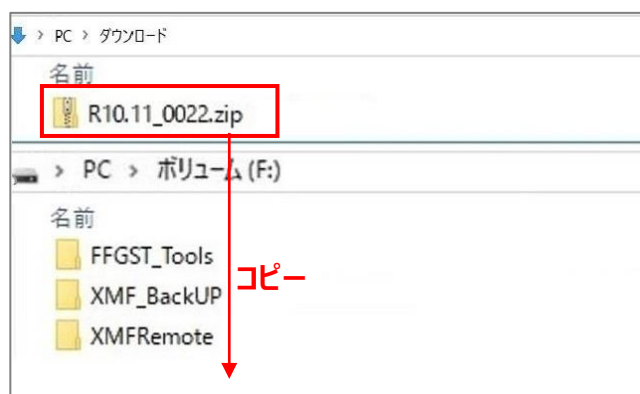 > PC > ダウンロード
名前
R10.11_0022.zip
> PC > ボリューム (F:)
名前
FFGST_Tools
コピー
XMF_BackUP
XMFRemote